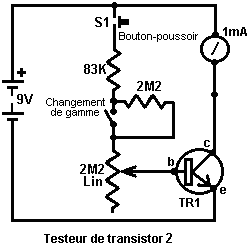 S1
1mA
Bouton-poussoir
83K
+
9V
2M2
Changement
de gamme
2M2
Lin
b
c
e
TR1
Testeur de transistor 2